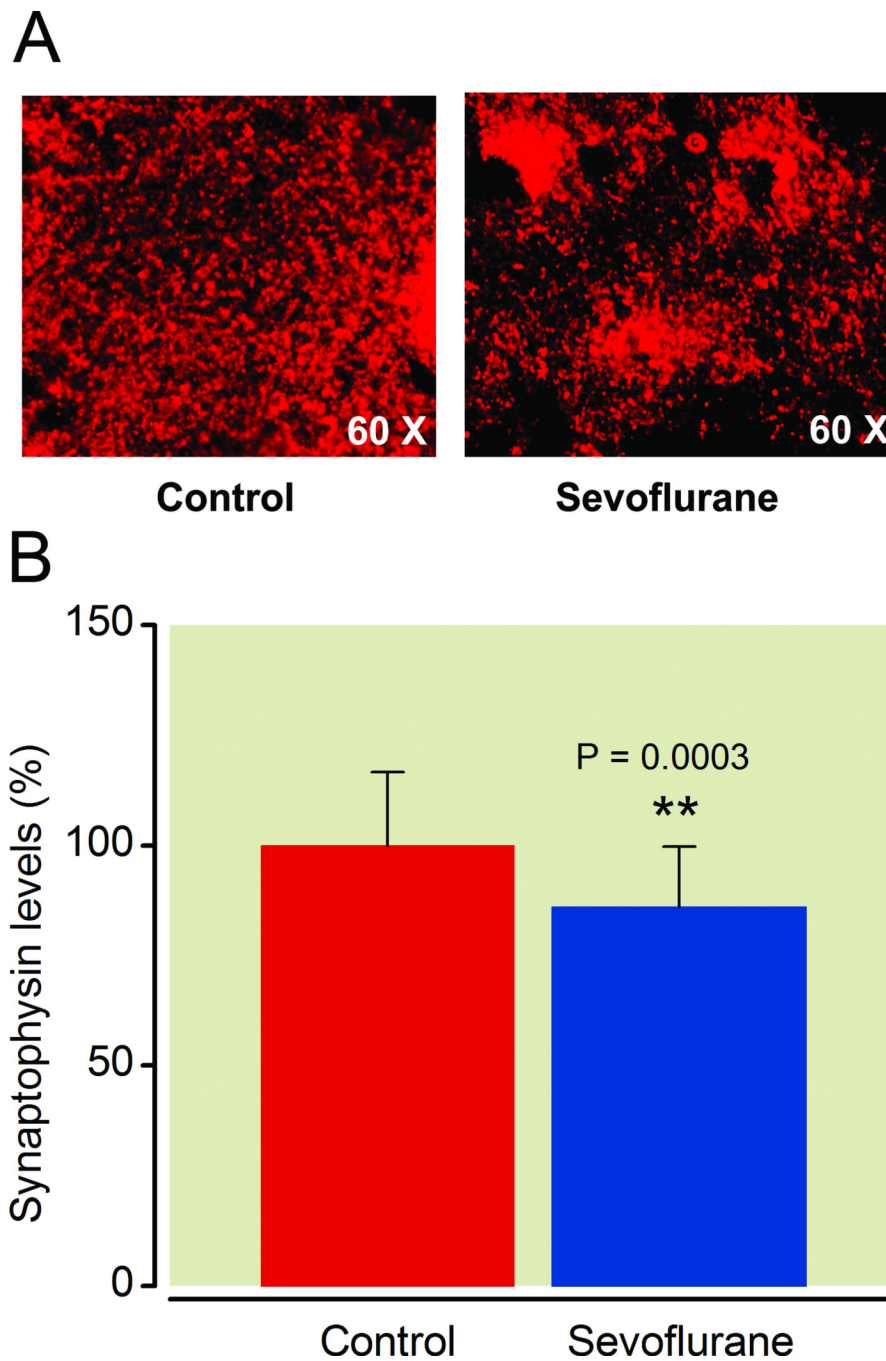 A
60 X
60 X
Control
Sevoflurane
B
Synaptophysin levels (%)
150
100
50
0
P = 0.0003
**
Control
Sevoflurane